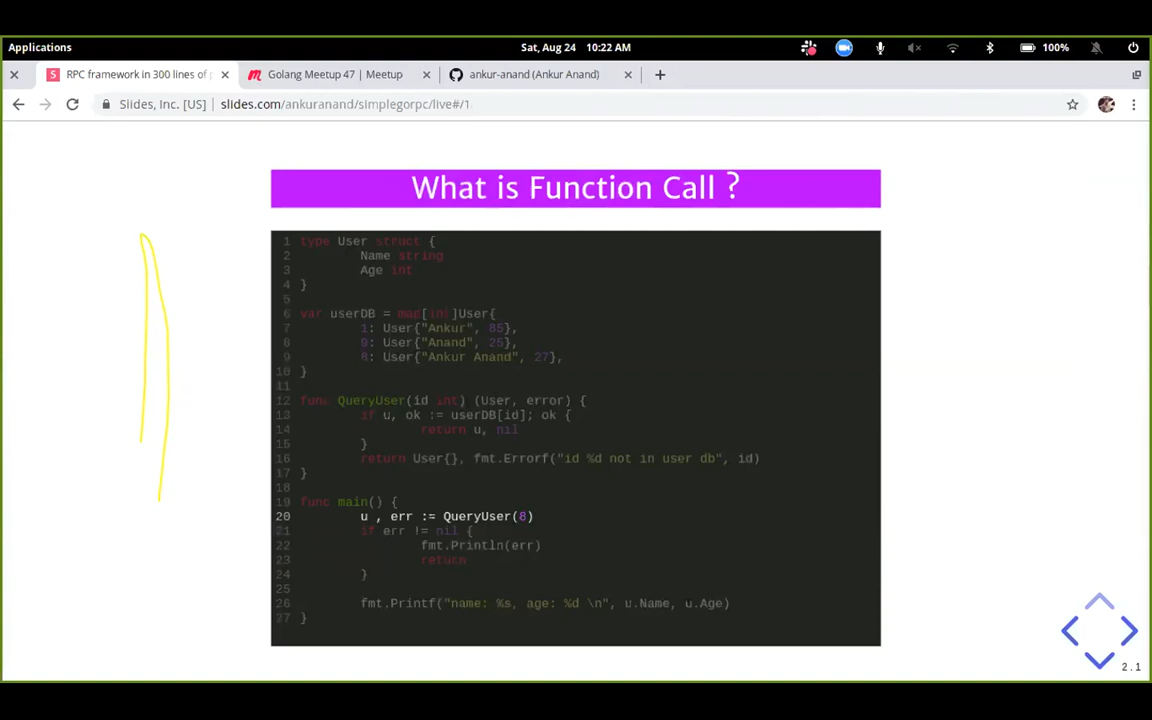 Applications
Sat, Aug 24 10:22 AM
100%
RPC framework in 300 lines of
Golang Meetup 47 | Meetup
ankur-anand (Ankur Anand)
Slides, Inc. [US] | slides.com/ankuranand/simplegorpc/live#/1
What is Function Call ?
1 type User struct {
2 Name string
3 Age int
4 }
5
6 var userDB = map[int]User{
7 1: User{"Ankur", 85},
8 9: User{"Anand", 25},
9 8: User{"Ankur Anand", 27},
10 }
11
12 func QueryUser(id int) (User, error) {
13 if u, ok := userDB[id]; ok {
14 return u, nil
15 }
16 return User{}, fmt.Errorf("id %d not in user db", id)
17 }
18
19 func main() {
20 u , err := QueryUser(8)
21 if err != nil {
22 fmt.Println(err)
23 return
24 }
25
26 fmt.Printf("name: %s, age: %d \n", u.Name, u.Age)
27 }
2.1